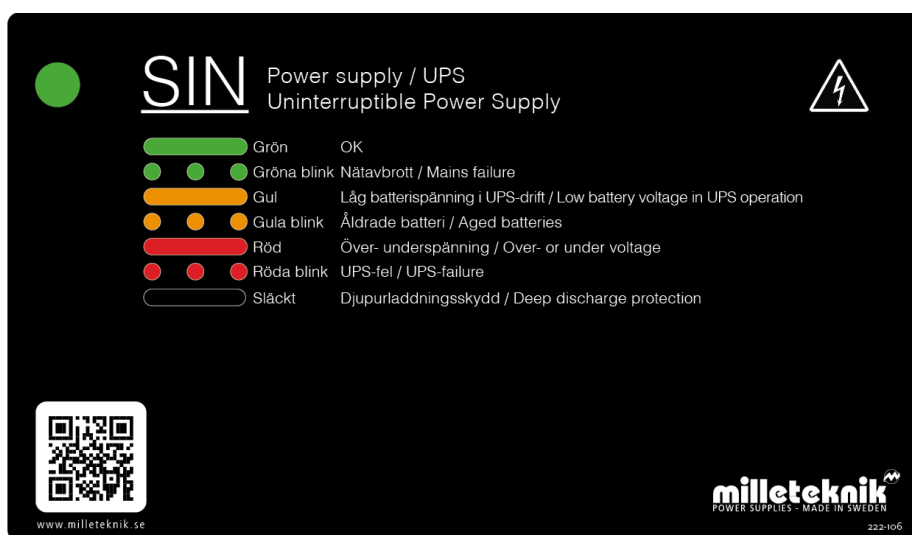 SIN Power supply / UPS
Uninterruptible Power Supply
Grön OK
Gröna blink Nätavbrott / Mains failure
Gul Låg batterispänning i UPS-drift / Low battery voltage in UPS operation
Gula blink Åldrade batteri / Aged batteries
Röd Över- underspänning / Over- or under voltage
Röda blink UPS-fel / UPS-failure
Släckt Djupurladdningsskydd / Deep discharge protection
www.milleteknik.se
milleteknik
POWER SUPPLIES - MADE IN SWEDEN
222-106